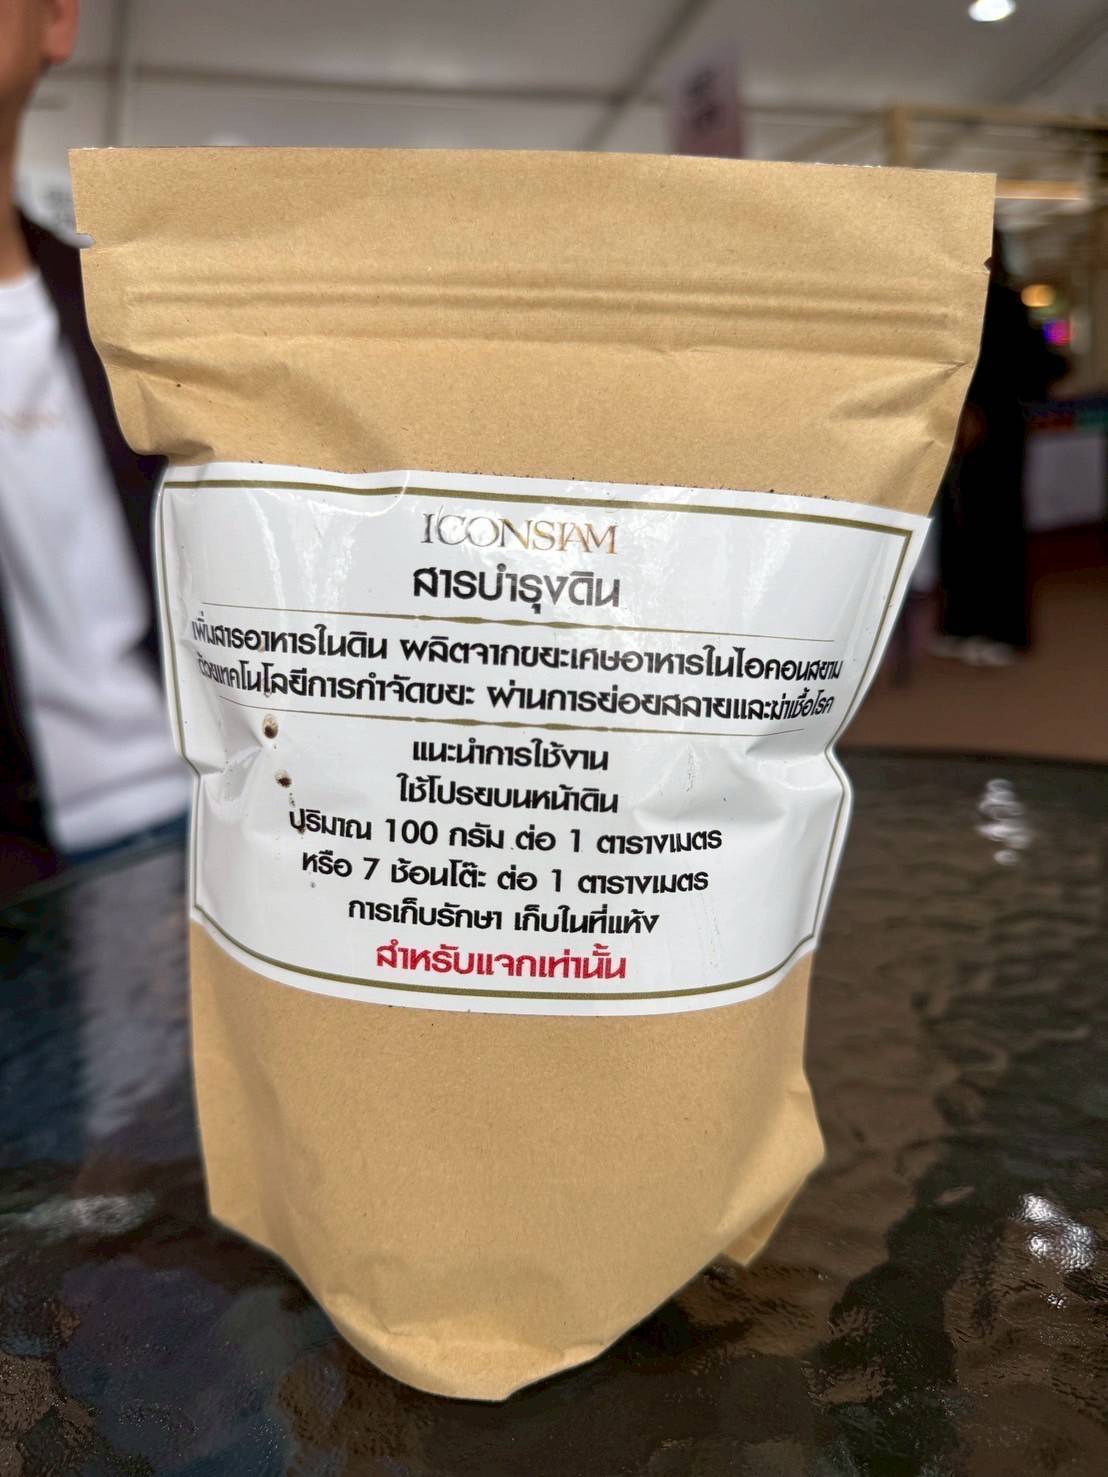 ICONSIAM
สารบำรุงดิน
เพิ่มสารอาหารในดิน ผลิตจากขยะเศษอาหารในไอคอนสยาม
ด้วยเทคโนโลยีการกำจัดขยะ ผ่านการย่อยสลายและฆ่าเชื้อโรค
แนะนำการใช้งาน
ใช้โปรยบนหน้าดิน
ปริมาณ 100 กรัม ต่อ 1 ตารางเมตร
หรือ 7 ช้อนโต๊ะ ต่อ 1 ตารางเมตร
การเก็บรักษา เก็บในที่แห้ง
สำหรับแจกเท่านั้น